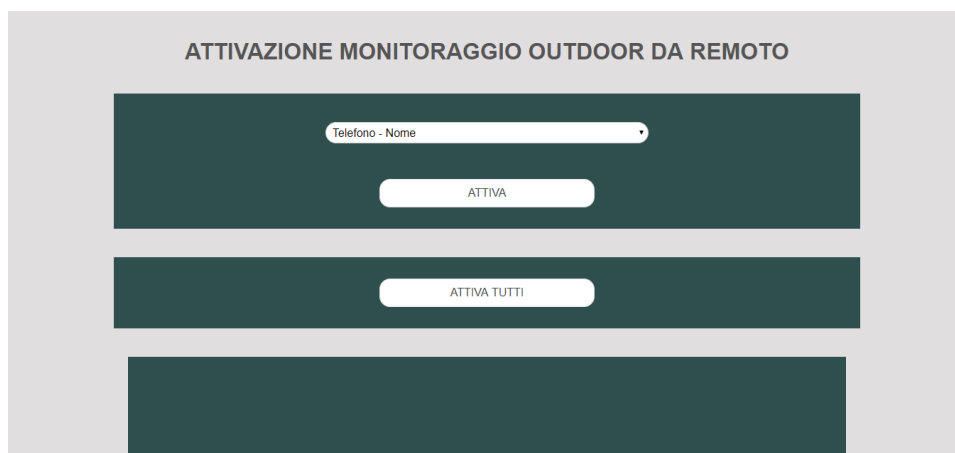 ATTIVAZIONE MONITORAGGIO OUTDOOR DA REMOTO
Telefono - Nome
ATTIVA
ATTIVA TUTTI